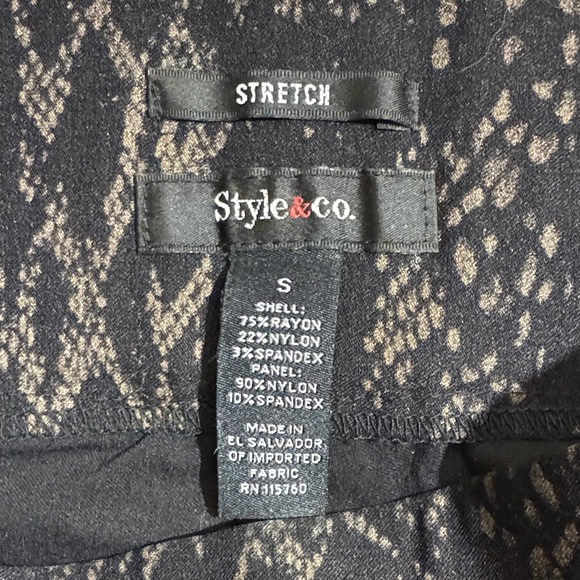 STRETCH
Style&co.
S
SHELL:
75%RAYON
22%NYLON
3%SPANDEX
PANEL:
90%NYLON
10%SPANDEX
MADE IN
EL SALVADOR
OF IMPORTED
FABRIC
RN 115760